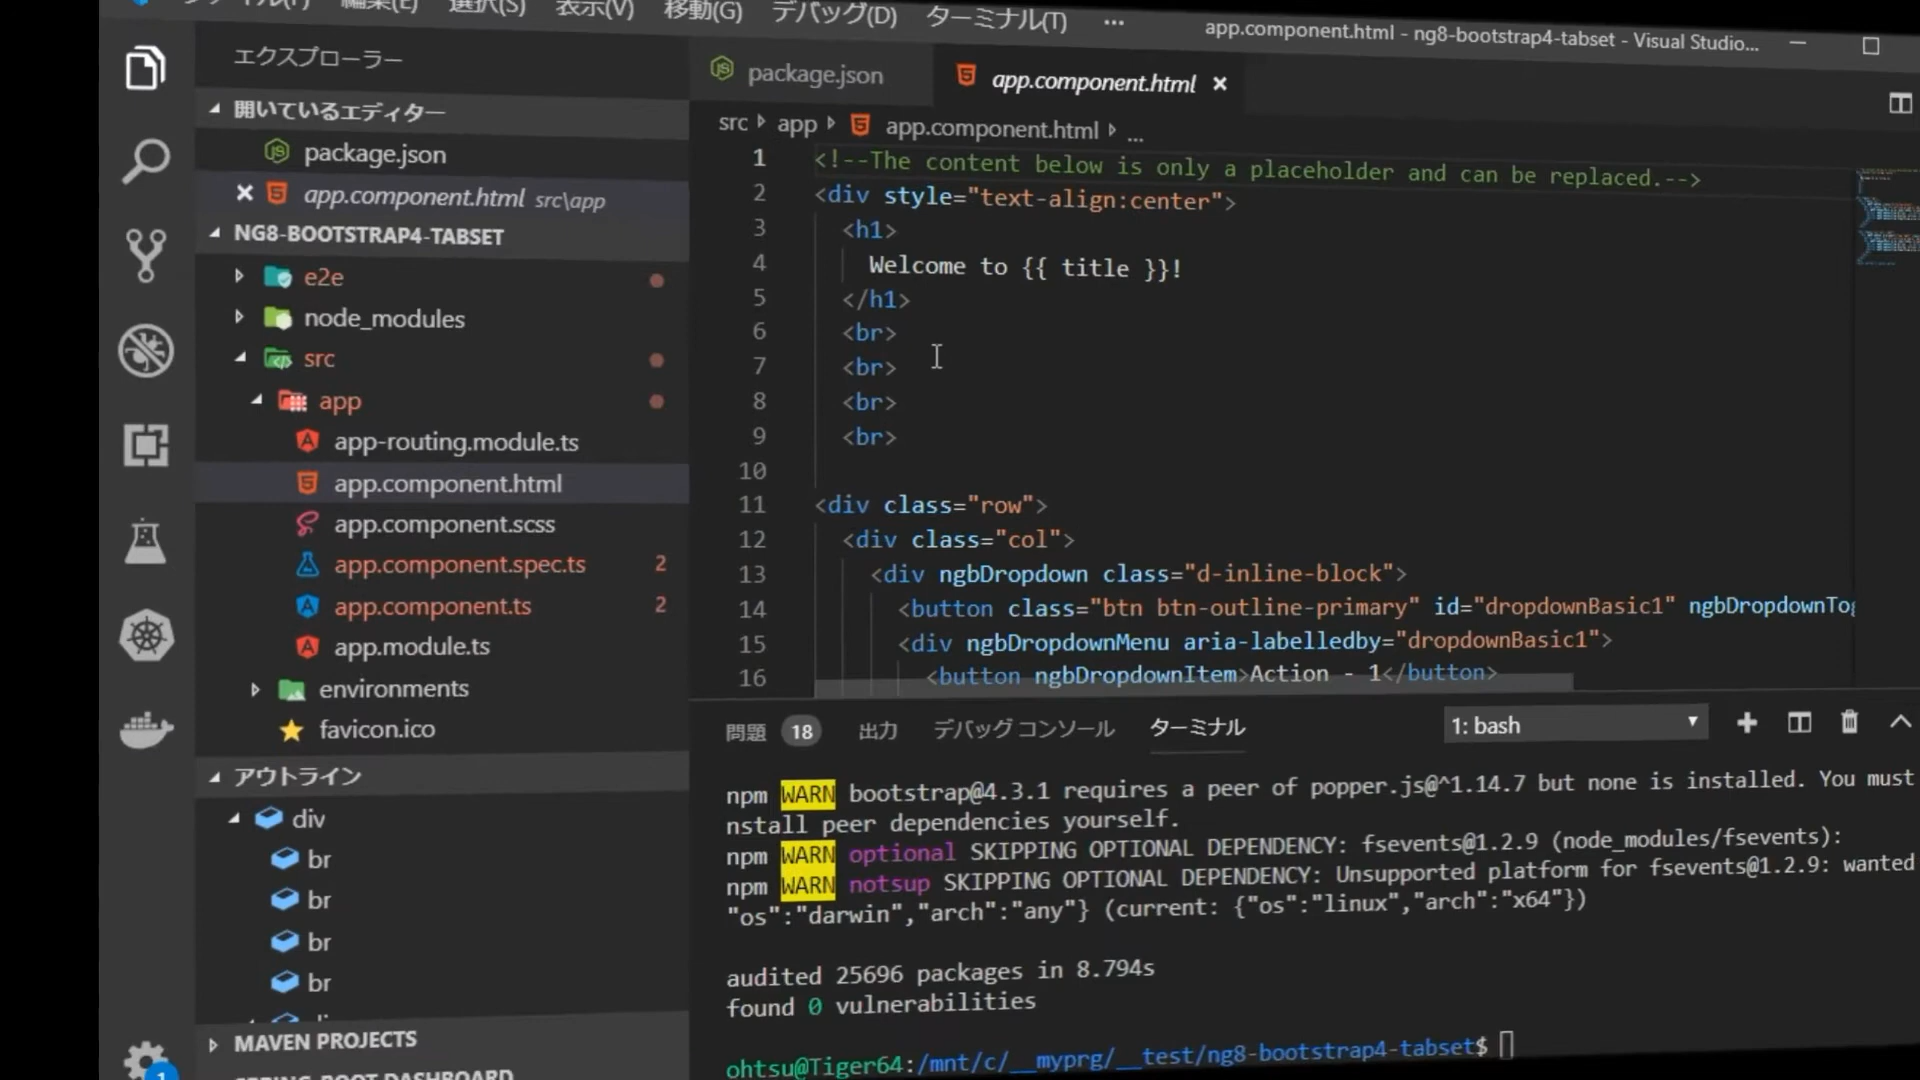 ファイル(F) 編集(E) 選択(S) 表示(V) 移動(G) デバッグ(D) ターミナル(T) ...
app.component.html - ng8-bootstrap4-tabset - Visual Studio...
エクスプローラー
開いているエディター
package.json
app.component.html src\app
NG8-BOOTSTRAP4-TABSET
e2e
node_modules
src
app
app-routing.module.ts
app.component.html
app.component.scss
app.component.spec.ts 2
app.component.ts 2
app.module.ts
environments
favicon.ico
アウトライン
div
br
br
br
br
MAVEN PROJECTS
1
package.json
app.component.html
src app app.component.html ...
1 <!--The content below is only a placeholder and can be replaced.-->
2 <div style="text-align:center">
3 <h1>
4 Welcome to {{ title }}!
5 </h1>
6 <br>
7 <br>
8 <br>
9 <br>
10
11 <div class="row">
12 <div class="col">
13 <div ngbDropdown class="d-inline-block">
14 <button class="btn btn-outline-primary" id="dropdownBasic1" ngbDropdownTog
15 <div ngbDropdownMenu aria-labelledby="dropdownBasic1">
16 <button ngbDropdownItem>Action - 1</button>
問題 18 出力 デバッグ コンソール ターミナル 1: bash
npm WARN bootstrap@4.3.1 requires a peer of popper.js@^1.14.7 but none is installed. You must
nstall peer dependencies yourself.
npm WARN optional SKIPPING OPTIONAL DEPENDENCY: fsevents@1.2.9 (node_modules/fsevents):
npm WARN notsup SKIPPING OPTIONAL DEPENDENCY: Unsupported platform for fsevents@1.2.9: wanted
"os":"darwin","arch":"any"} (current: {"os":"linux","arch":"x64"})
audited 25696 packages in 8.794s
found 0 vulnerabilities
ohtsu@Tiger64:/mnt/c/__myprg/__test/ng8-bootstrap4-tabset$